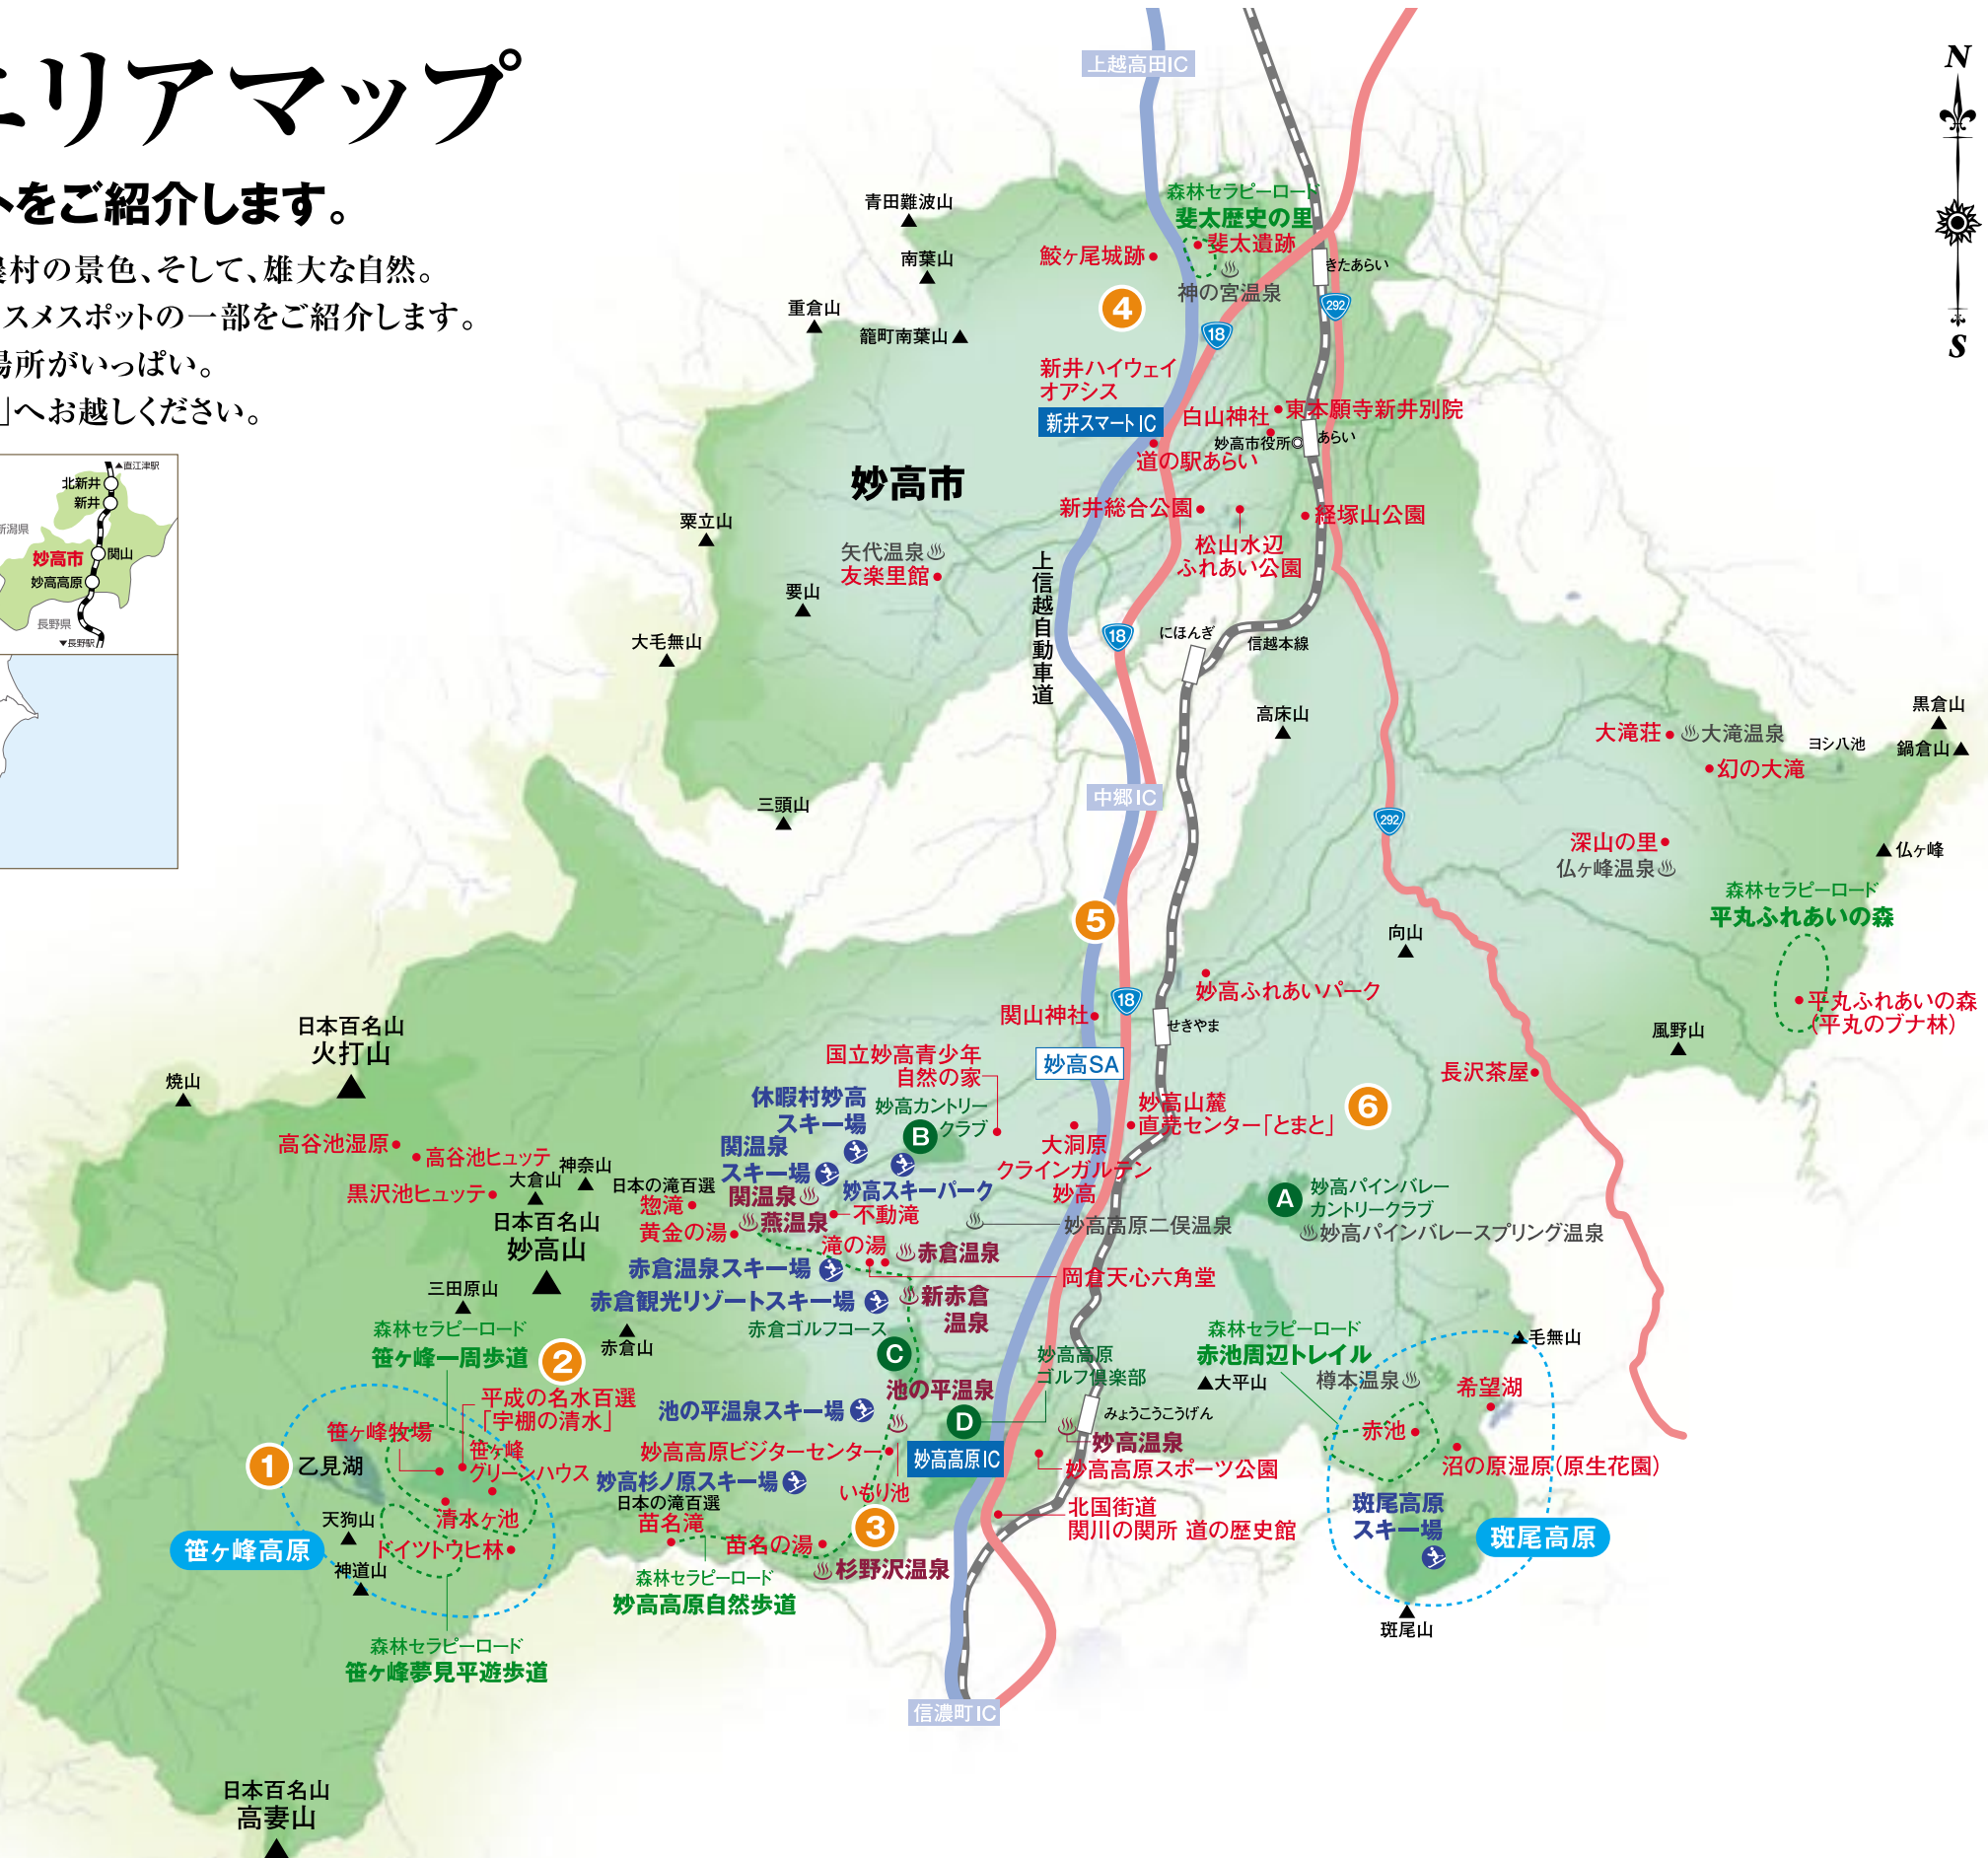 エリアマップ
トをご紹介します。
農村の景色、そして、雄大な自然。
スメスポットの一部をご紹介します。
場所がいっぱい。
」へお越しください。
▲直江津駅
北新井
新井
新潟県
妙高市
関山
妙高高原
長野県
▼長野駅
N
S
上越高田IC
森林セラピーロード
斐太歴史の里
斐太遺跡
鮫ヶ尾城跡
神の宮温泉
きたあらい
292
18
4
青田難波山
南葉山
重倉山
籠町南葉山
新井ハイウェイ
オアシス
新井スマートIC
白山神社
東本願寺新井別院
妙高市役所
あらい
道の駅あらい
妙高市
新井総合公園
経塚山公園
松山水辺
ふれあい公園
粟立山
矢代温泉
友楽里館
要山
大毛無山
上信越自動車道
18
にほんぎ
信越本線
高床山
三頭山
中郷IC
292
大滝荘
大滝温泉
ヨシ八池
黒倉山
鍋倉山
幻の大滝
深山の里
仏ヶ峰温泉
仏ヶ峰
森林セラピーロード
平丸ふれあいの森
平丸ふれあいの森
(平丸のブナ林)
風野山
向山
長沢茶屋
5
妙高ふれあいパーク
18
関山神社
せきやま
妙高SA
6
日本百名山
火打山
焼山
高谷池湿原
高谷池ヒュッテ
黒沢池ヒュッテ
大倉山
神奈山
日本百名山
妙高山
三田原山
赤倉山
国立妙高青少年
自然の家
休暇村妙高
スキー場
妙高カントリー
クラブ
B
関温泉
スキー場
妙高スキーパーク
日本の滝百選
惣滝
関温泉
燕温泉
不動滝
黄金の湯
滝の湯
赤倉温泉
妙高山麓
直売センター「とまと」
大洞原
クラインガルテン
妙高
妙高高原二俣温泉
A
妙高パインバレー
カントリークラブ
妙高パインバレースプリング温泉
赤倉温泉スキー場
岡倉天心六角堂
赤倉観光リゾートスキー場
新赤倉
温泉
赤倉ゴルフコース
C
妙高高原
ゴルフ倶楽部
池の平温泉
D
池の平温泉スキー場
みょうこうこうげん
妙高温泉
妙高高原ビジターセンター
妙高高原IC
妙高高原スポーツ公園
妙高杉ノ原スキー場
いもり池
日本の滝百選
苗名滝
苗名の湯
3
杉野沢温泉
北国街道
関川の関所 道の歴史館
森林セラピーロード
妙高高原自然歩道
信濃町IC
森林セラピーロード
笹ヶ峰一周歩道
2
平成の名水百選
「宇棚の清水」
笹ヶ峰牧場
笹ヶ峰
グリーンハウス
1
乙見湖
清水ヶ池
天狗山
ドイツトウヒ林
笹ヶ峰高原
神道山
森林セラピーロード
笹ヶ峰夢見平遊歩道
日本百名山
高妻山
森林セラピーロード
赤池周辺トレイル
大平山
樽本温泉
毛無山
希望湖
赤池
沼の原湿原(原生花園)
斑尾高原
スキー場
斑尾高原
斑尾山